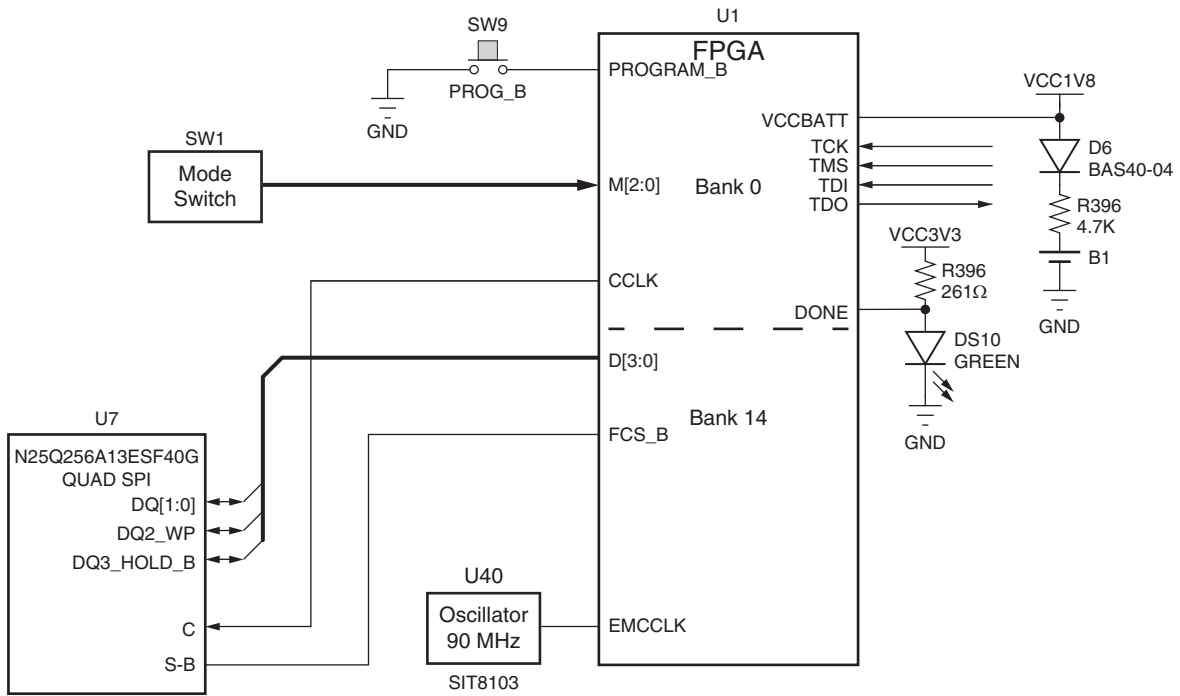 U1
FPGA
SW9
PROG_B
GND
PROGRAM_B
SW1
Mode
Switch
M[2:0]
Bank 0
VCCBATT
TCK
TMS
TDI
TDO
VCC1V8
D6
BAS40-04
R396
4.7K
B1
GND
VCC3V3
R396
261Ω
CCLK
DONE
DS10
GREEN
GND
D[3:0]
Bank 14
FCS_B
U7
N25Q256A13ESF40G
QUAD SPI
DQ[1:0]
DQ2_WP
DQ3_HOLD_B
C
S-B
U40
Oscillator
90 MHz
SIT8103
EMCCLK